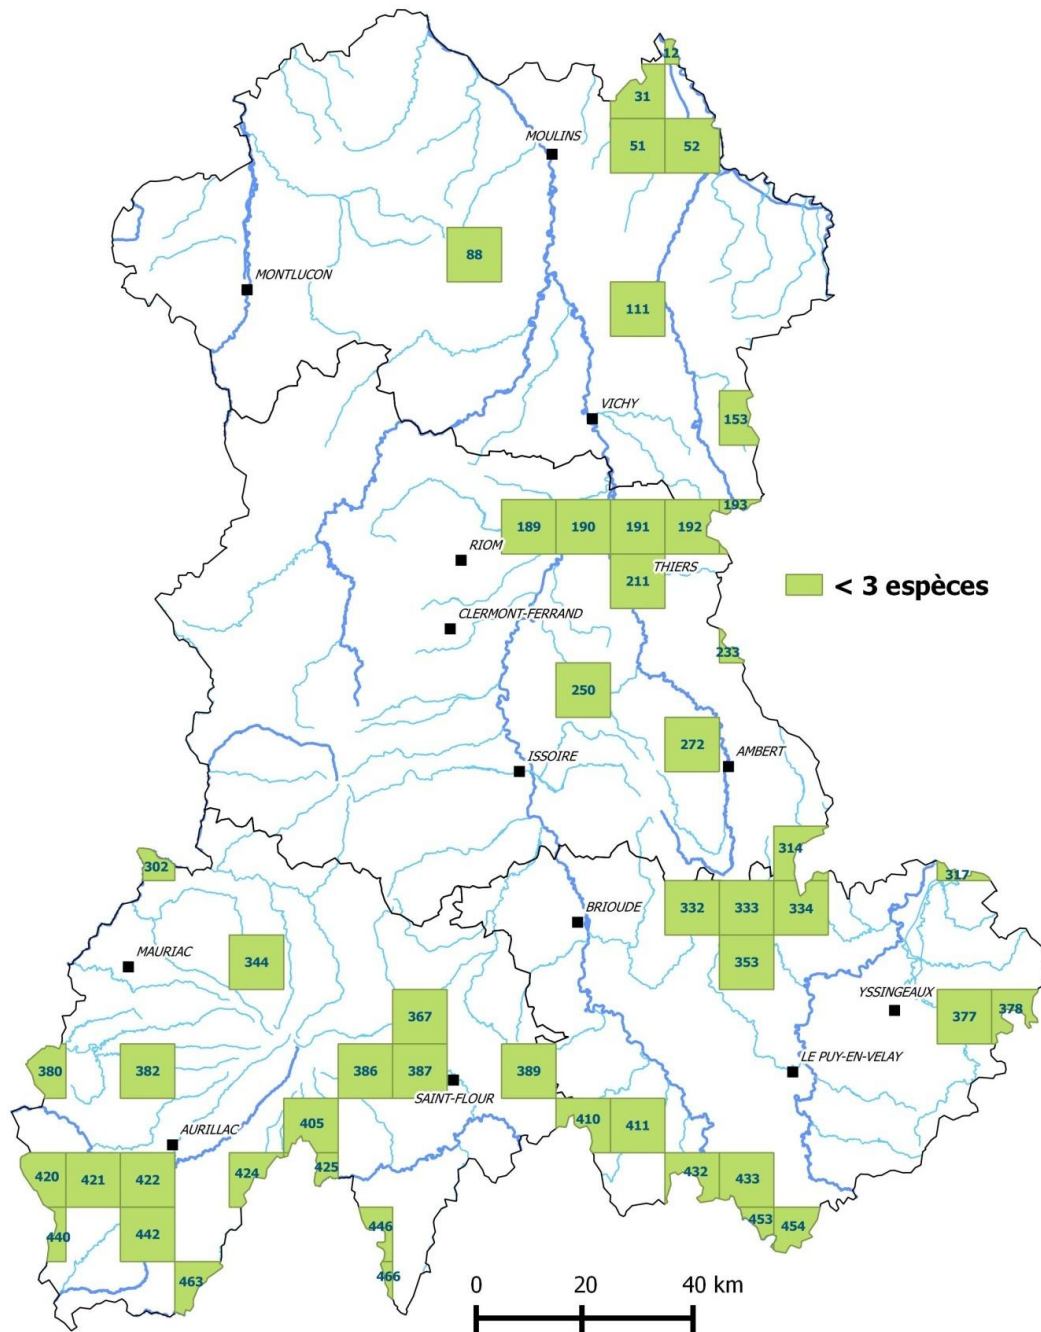 12
31
MOULINS
51 52
88
MONTLUCON
111
VICHY
153
193
189 190 191 192
RIOM
THIERS
211
< 3 espèces
CLERMONT-FERRAND
233
250
272
AMBERT
ISSOIRE
314
302
317
BRIOUDE
332 333 334
MAURIAC
344
353
YSSINGEAUX
367
377 378
LE PUY-EN-VELAY
380 382
386 387 389
SAINT-FLOUR
405
410 411
AURILLAC
425
420 421 422 424
432 433
446
453 454
440 442
466
463
0 20 40 km